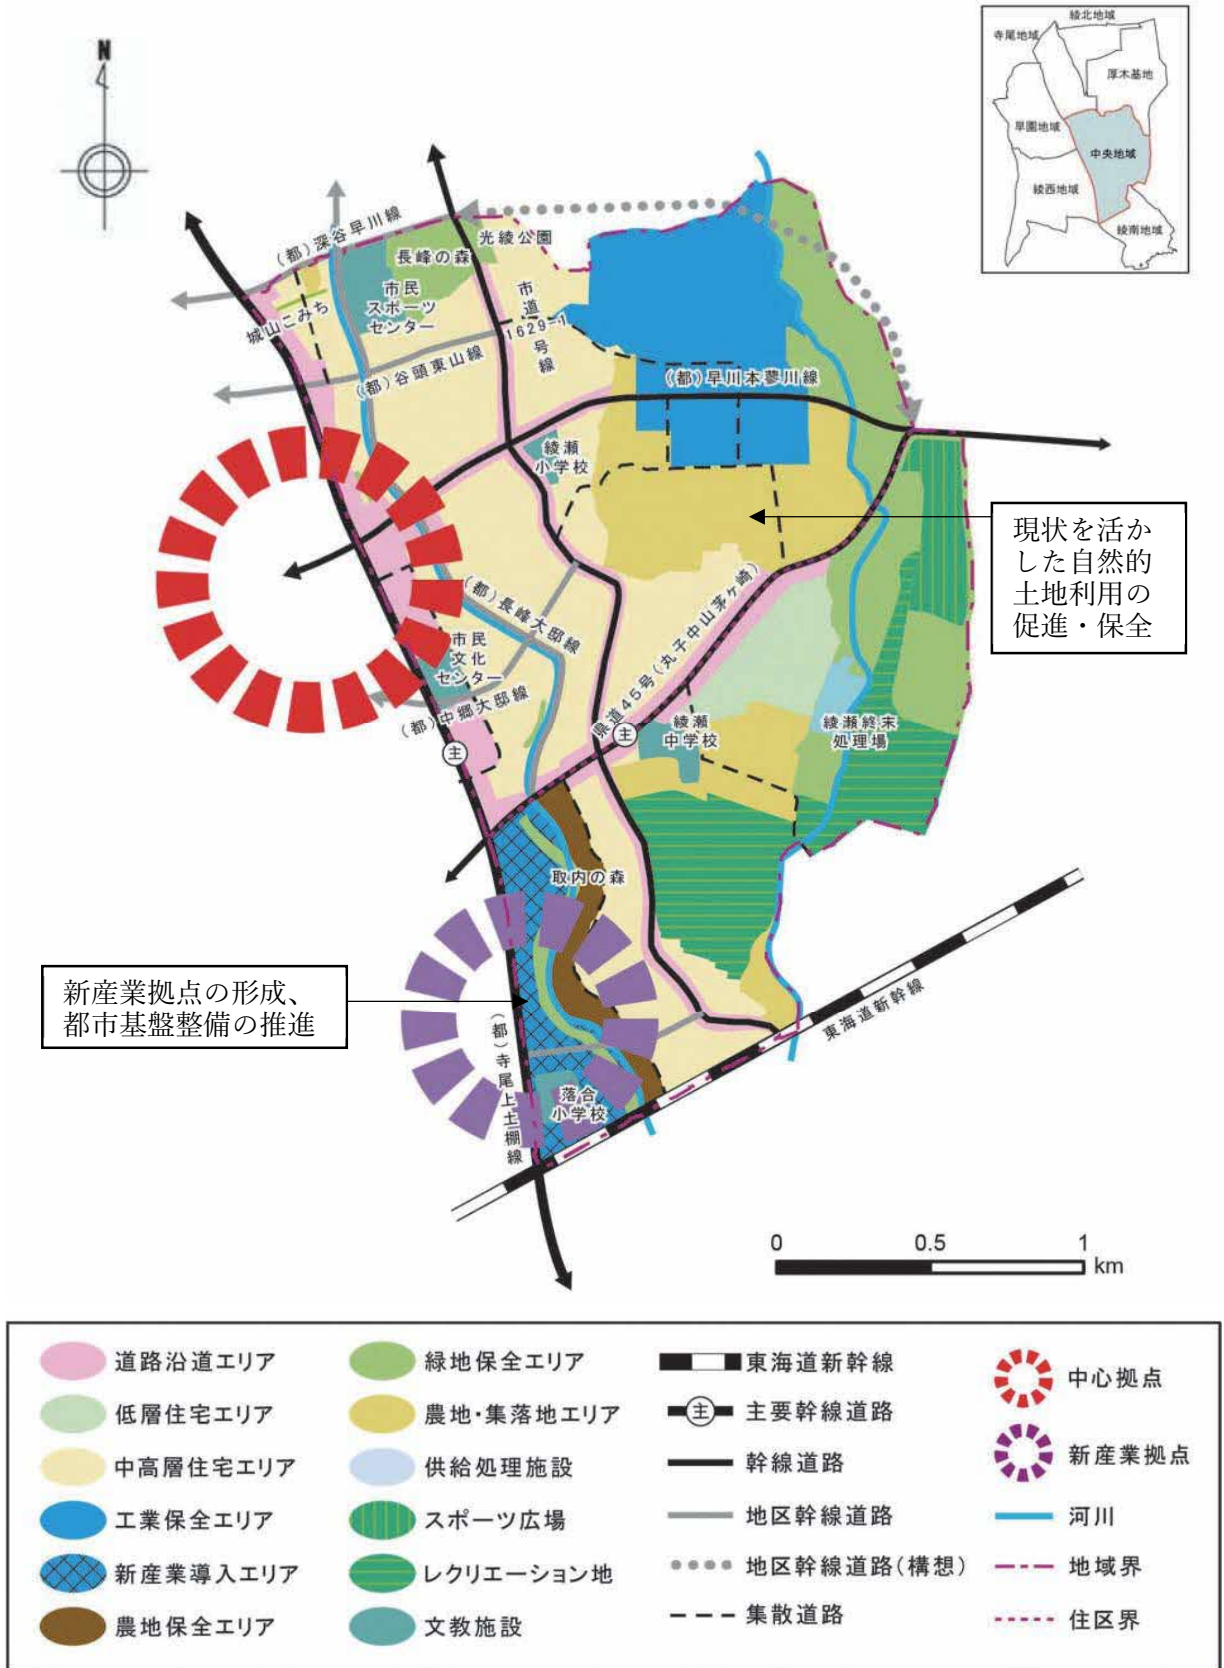 N
綾北地域
寺尾地域
厚木基地
早園地域
中央地域
綾西地域
綾南地域
(都)深谷早川線
光綾公園
長峰の森
市民
スポーツ
センター
城山こみち
市道
1629-1
号線
(都)谷頭東山線
(都)早川本蓼川線
綾瀬
小学校
現状を活か
した自然的
土地利用の
促進・保全
(都)長峰大邸線
県道45号(丸子中山茅ヶ崎)
市民
文化
センター
(都)中郷大邸線
綾瀬
中学校
綾瀬終末
処理場
主
主
取内の森
新産業拠点の形成、
都市基盤整備の推進
(都)寺尾上土棚線
落合
小学校
東海道新幹線
0 0.5 1
km
道路沿道エリア
低層住宅エリア
中高層住宅エリア
工業保全エリア
新産業導入エリア
農地保全エリア
緑地保全エリア
農地・集落地エリア
供給処理施設
スポーツ広場
レクリエーション地
文教施設
東海道新幹線
主 主要幹線道路
幹線道路
地区幹線道路
地区幹線道路(構想)
集散道路
中心拠点
新産業拠点
河川
地域界
住区界